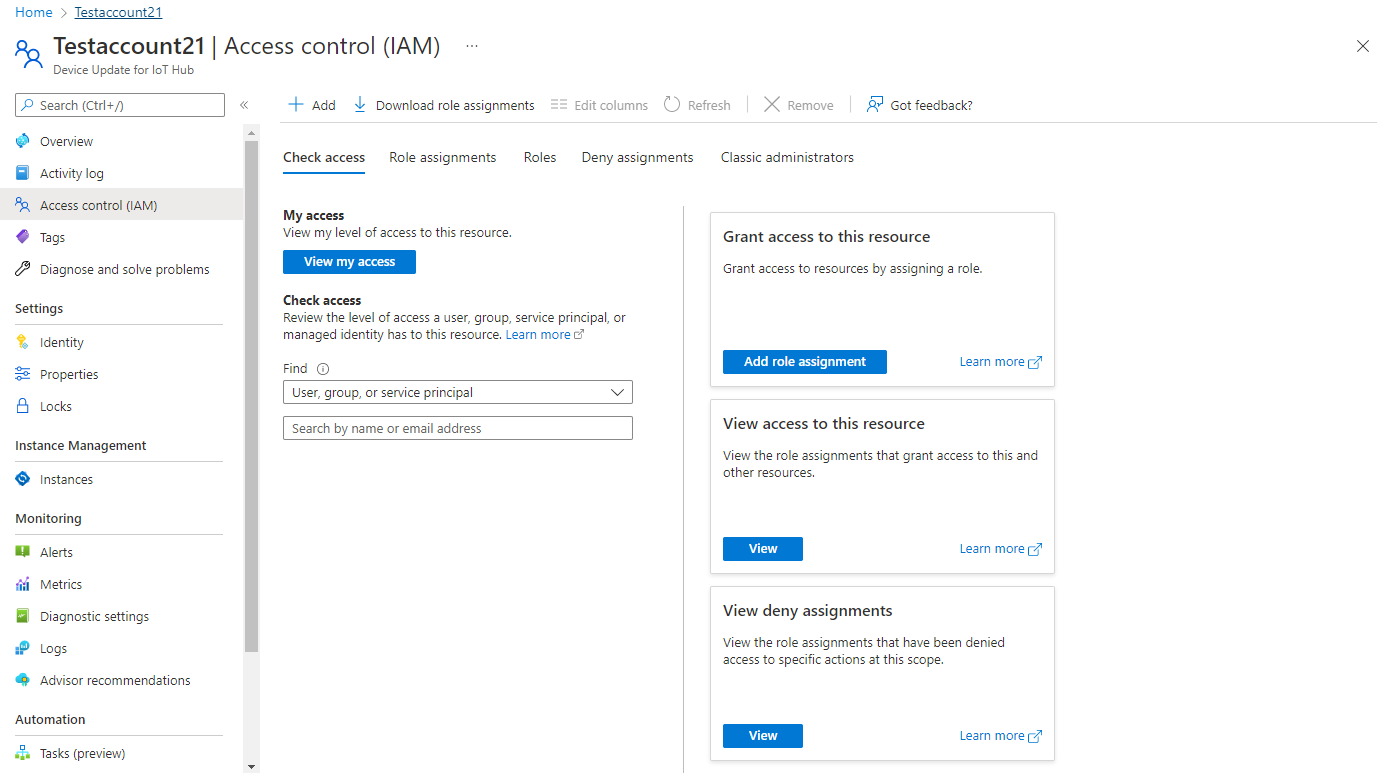 Home > Testaccount21
Testaccount21 | Access control (IAM) ...
Device Update for IoT Hub
Search (Ctrl+/)
«
Overview
Activity log
Access control (IAM)
Tags
Diagnose and solve problems
Settings
Identity
Properties
Locks
Instance Management
Instances
Monitoring
Alerts
Metrics
Diagnostic settings
Logs
Advisor recommendations
Automation
Tasks (preview)
Add
Download role assignments
Edit columns
Refresh
Remove
Got feedback?
Check access
Role assignments
Roles
Deny assignments
Classic administrators
My access
View my level of access to this resource.
View my access
Check access
Review the level of access a user, group, service principal, or
managed identity has to this resource. Learn more
Find
User, group, or service principal
Search by name or email address
Grant access to this resource
Grant access to resources by assigning a role.
Add role assignment
Learn more
View access to this resource
View the role assignments that grant access to this and
other resources.
View
Learn more
View deny assignments
View the role assignments that have been denied
access to specific actions at this scope.
View
Learn more